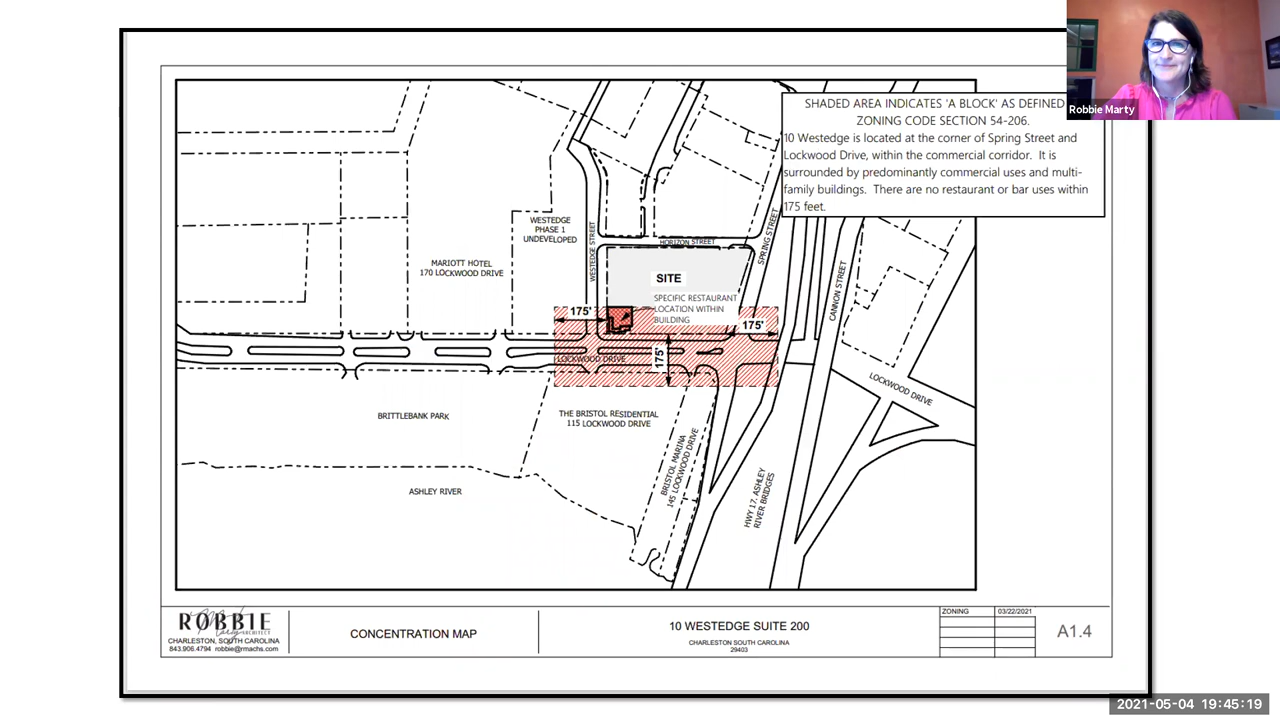 Robbie Marty
SHADED AREA INDICATES 'A BLOCK' AS DEFINED
ZONING CODE SECTION 54-206.
10 Westedge is located at the corner of Spring Street and
Lockwood Drive, within the commercial corridor. It is
surrounded by predominantly commercial uses and multi-
family buildings. There are no restaurant or bar uses within
175 feet.
WESTEDGE
PHASE 1
UNDEVELOPED
WESTEDGE STREET
HORIZON STREET
SPRING STREET
CANNON STREET
MARIOTT HOTEL
170 LOCKWOOD DRIVE
SITE
SPECIFIC RESTAURANT
LOCATION WITHIN
BUILDING
175'
175'
175'
LOCKWOOD DRIVE
LOCKWOOD DRIVE
BRITTLEBANK PARK
THE BRISTOL RESIDENTIAL
115 LOCKWOOD DRIVE
BRISTOL MARINA
145 LOCKWOOD DRIVE
HWY 17, ASHLEY
RIVER BRIDGES
ASHLEY RIVER
ROBBIE
Marty
ARCHITECT
CHARLESTON, SOUTH CAROLINA
843.906.4794 robbie@rmachs.com
CONCENTRATION MAP
10 WESTEDGE SUITE 200
CHARLESTON SOUTH CAROLINA
29403
ZONING 03/22/2021
A1.4
2021-05-04 19:45:19